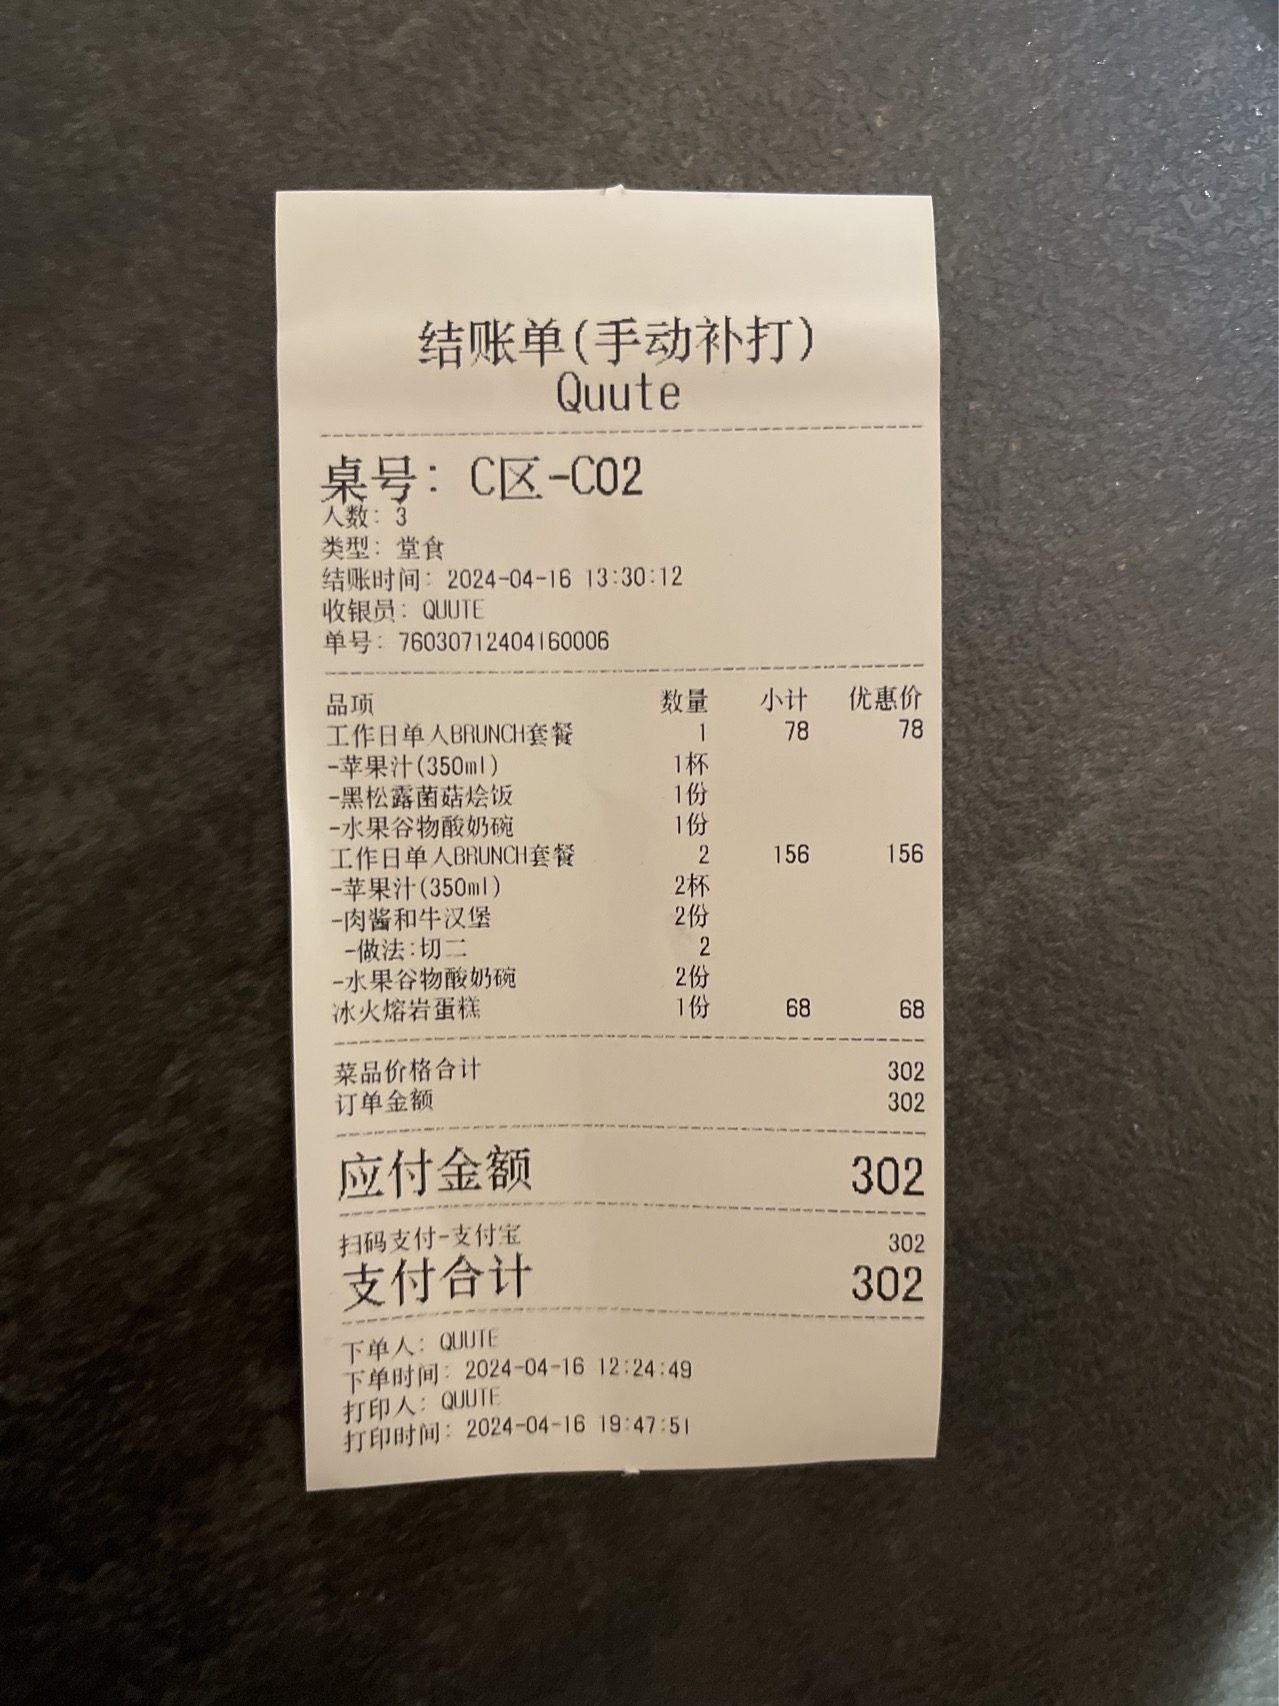 结账单(手动补打)
Quute
桌号: C区-C02
人数: 3
类型: 堂食
结账时间: 2024-04-16 13:30:12
收银员: QUUTE
单号: 76030712404160006
品项 数量 小计 优惠价
工作日单人BRUNCH套餐 1 78 78
-苹果汁(350ml) 1杯
-黑松露菌菇烩饭 1份
-水果谷物酸奶碗 1份
工作日单人BRUNCH套餐 2 156 156
-苹果汁(350ml) 2杯
-肉酱和牛汉堡 2份
-做法:切二 2
-水果谷物酸奶碗 2份
冰火熔岩蛋糕 1份 68 68
菜品价格合计 302
订单金额 302
应付金额 302
扫码支付-支付宝 302
支付合计 302
下单人: QUUTE
下单时间: 2024-04-16 12:24:49
打印人: QUUTE
打印时间: 2024-04-16 19:47:51